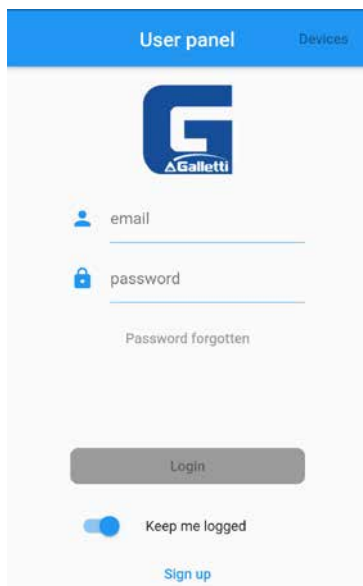 User panel
Devices
Galletti
email
password
Password forgotten
Login
Keep me logged
Sign up